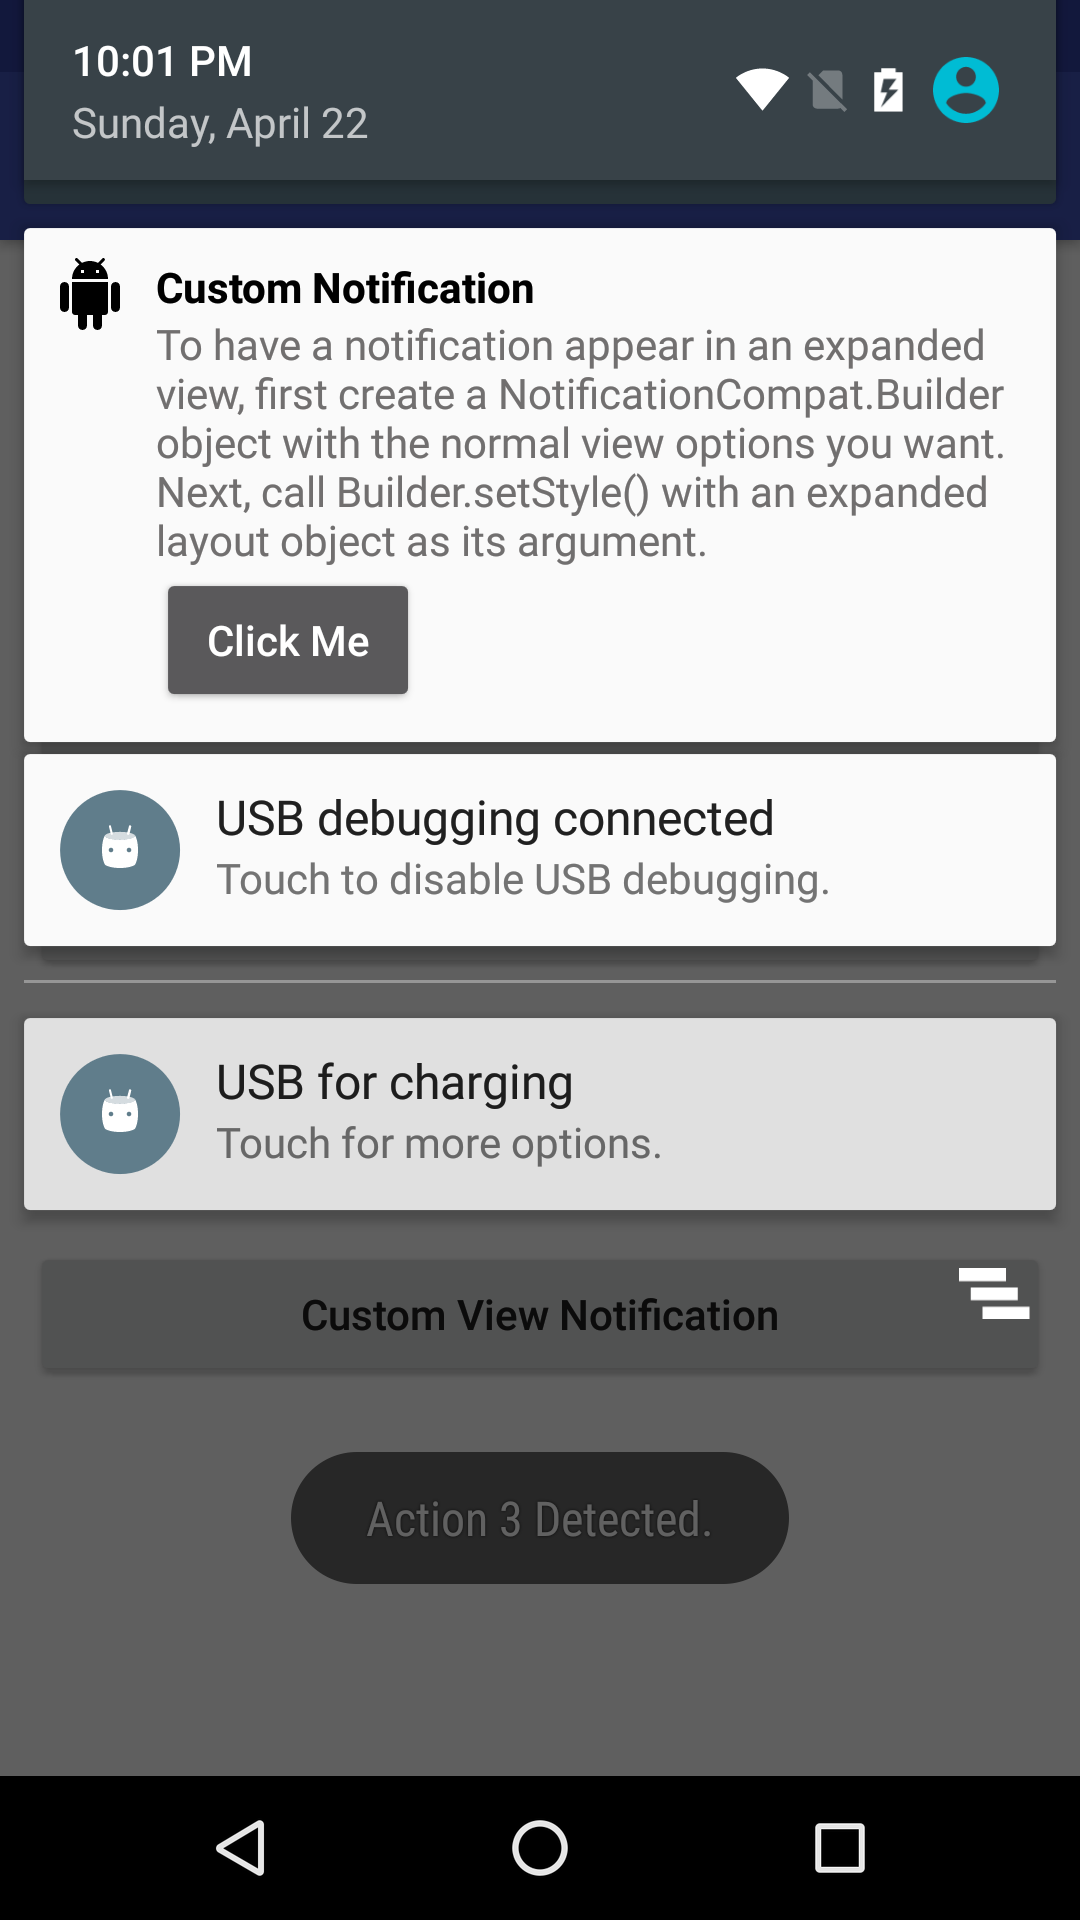 10:01 PM
Sunday, April 22
Custom Notification
To have a notification appear in an expanded
view, first create a NotificationCompat.Builder
object with the normal view options you want.
Next, call Builder.setStyle() with an expanded
layout object as its argument.
Click Me
USB debugging connected
Touch to disable USB debugging.
USB for charging
Touch for more options.
Custom View Notification
Action 3 Detected.